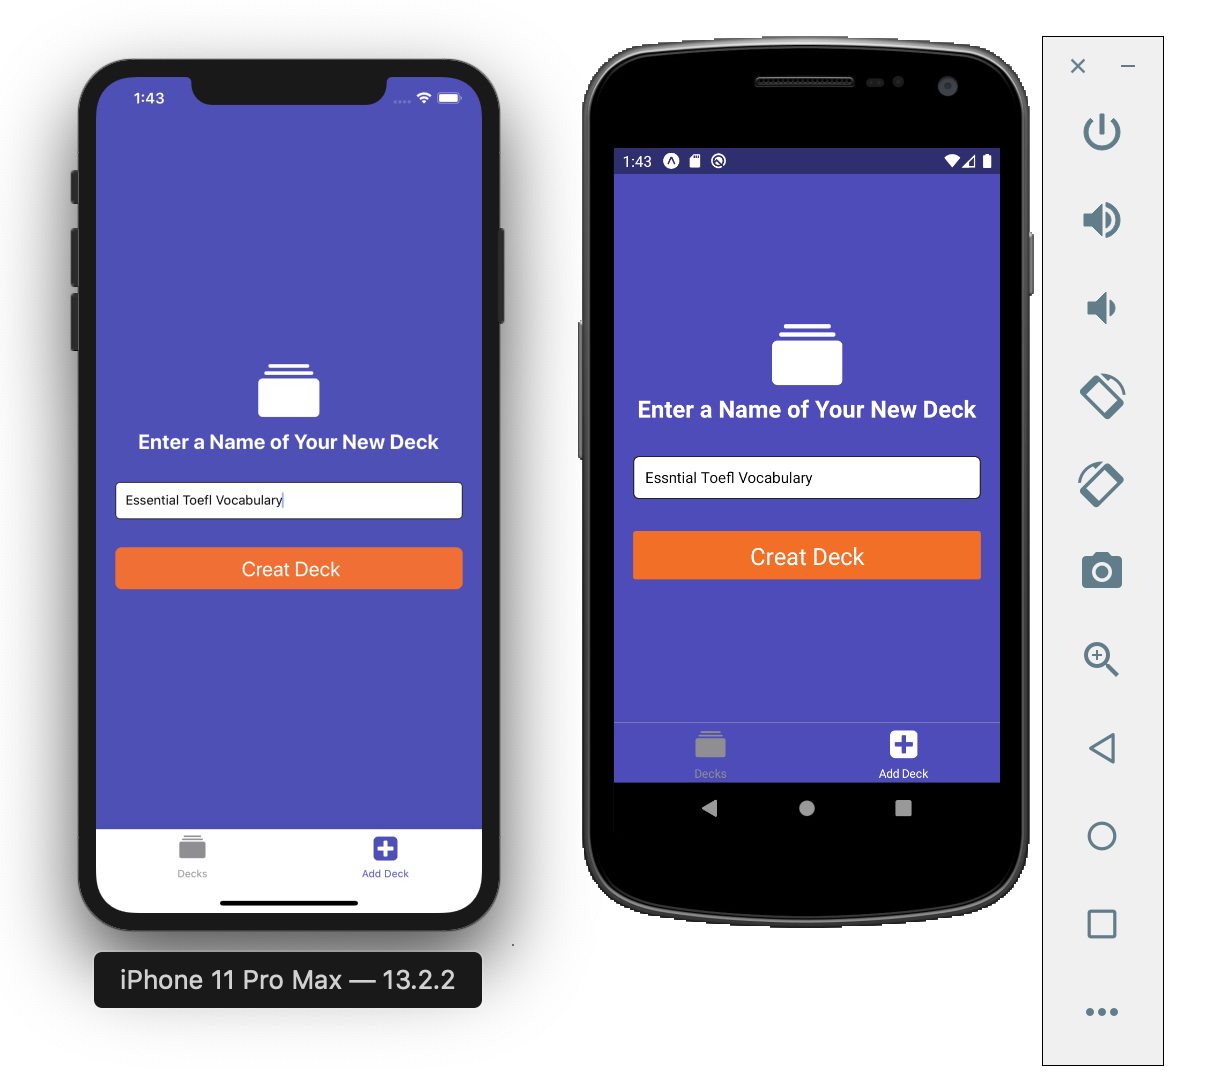 1:43
Enter a Name of Your New Deck
Essential Toefl Vocabulary
Creat Deck
Decks
Add Deck
iPhone 11 Pro Max — 13.2.2
1:43
Enter a Name of Your New Deck
Essntial Toefl Vocabulary
Creat Deck
Decks
Add Deck